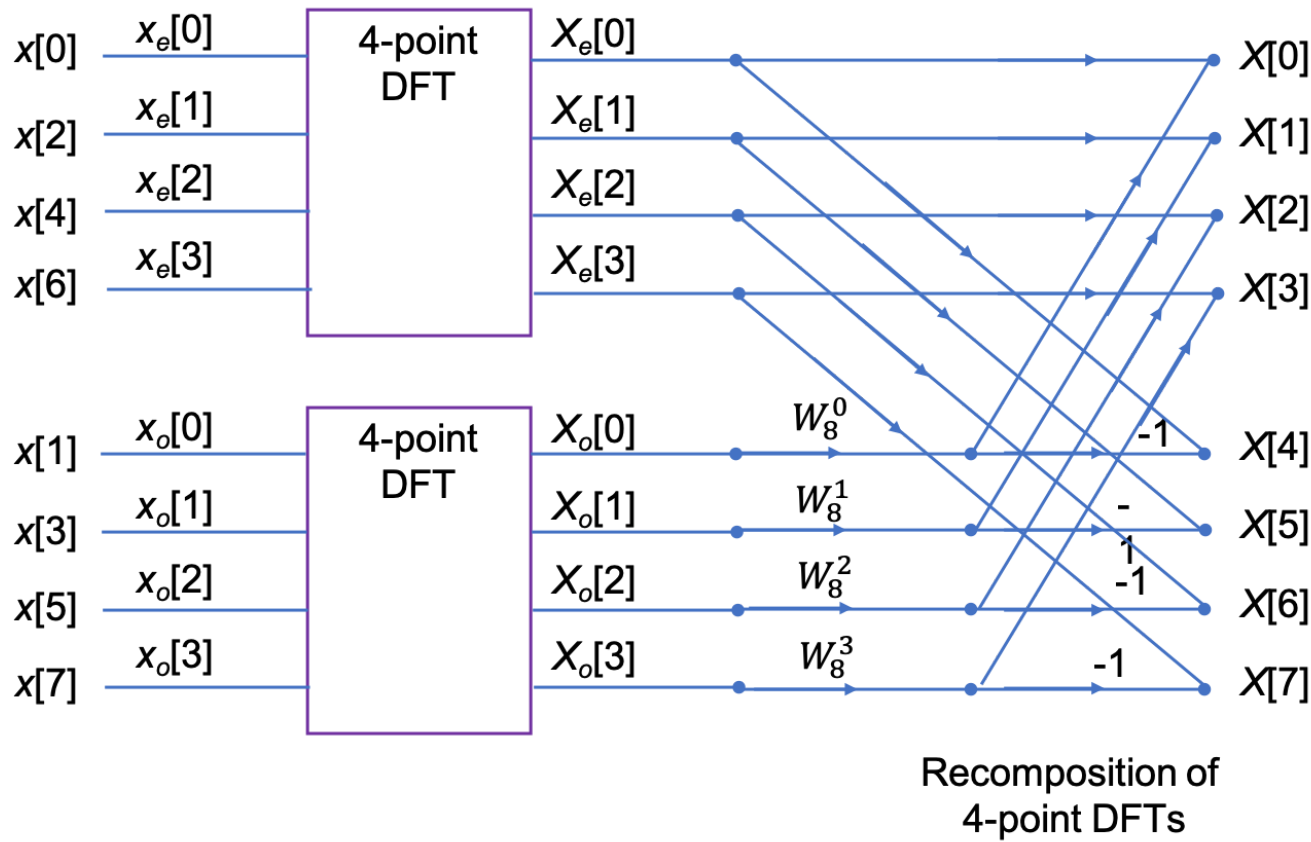 x[0] xₑ[0] 4-point Xₑ[0] X[0]
DFT
x[2] xₑ[1] Xₑ[1] X[1]
x[4] xₑ[2] Xₑ[2] X[2]
x[6] xₑ[3] Xₑ[3] X[3]
x[1] xₒ[0] 4-point Xₒ[0] W₈⁰ -1 X[4]
DFT
x[3] xₒ[1] Xₒ[1] W₈¹ -
1 X[5]
x[5] xₒ[2] Xₒ[2] W₈² -1 X[6]
x[7] xₒ[3] Xₒ[3] W₈³ -1 X[7]
Recomposition of
4-point DFTs